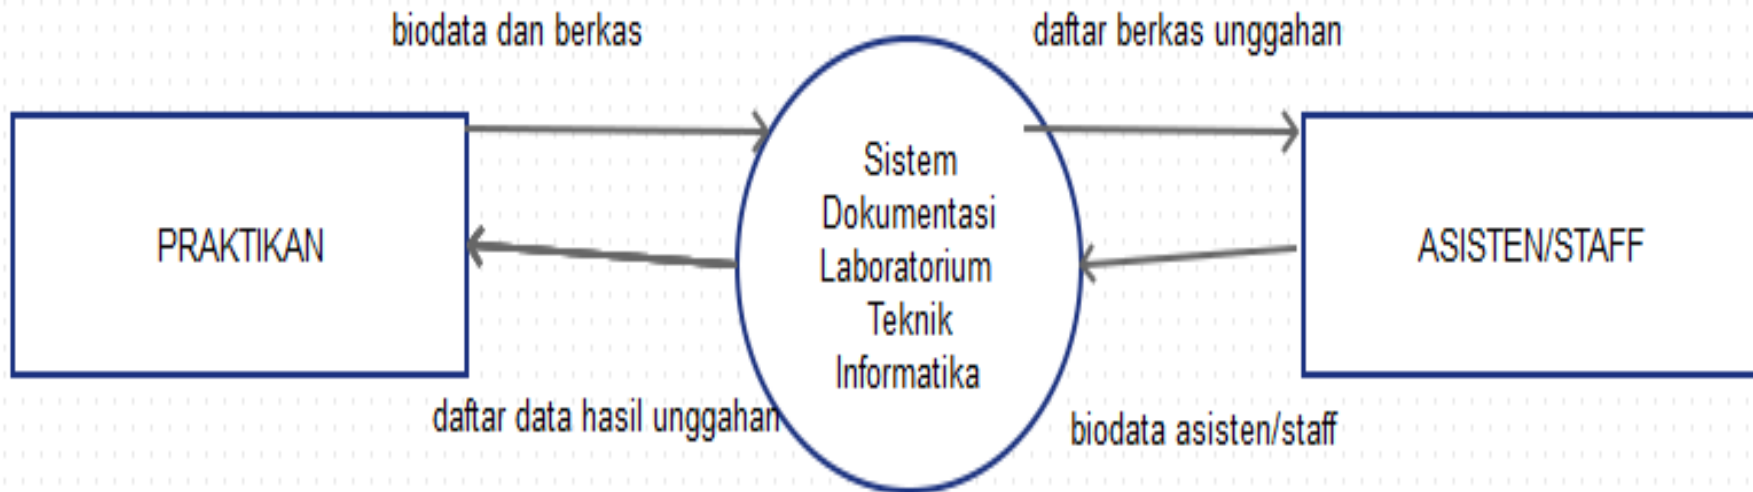 biodata dan berkas
daftar berkas unggahan
PRAKTIKAN
Sistem
Dokumentasi
Laboratorium
Teknik
Informatika
ASISTEN/STAFF
daftar data hasil unggahan
biodata asisten/staff